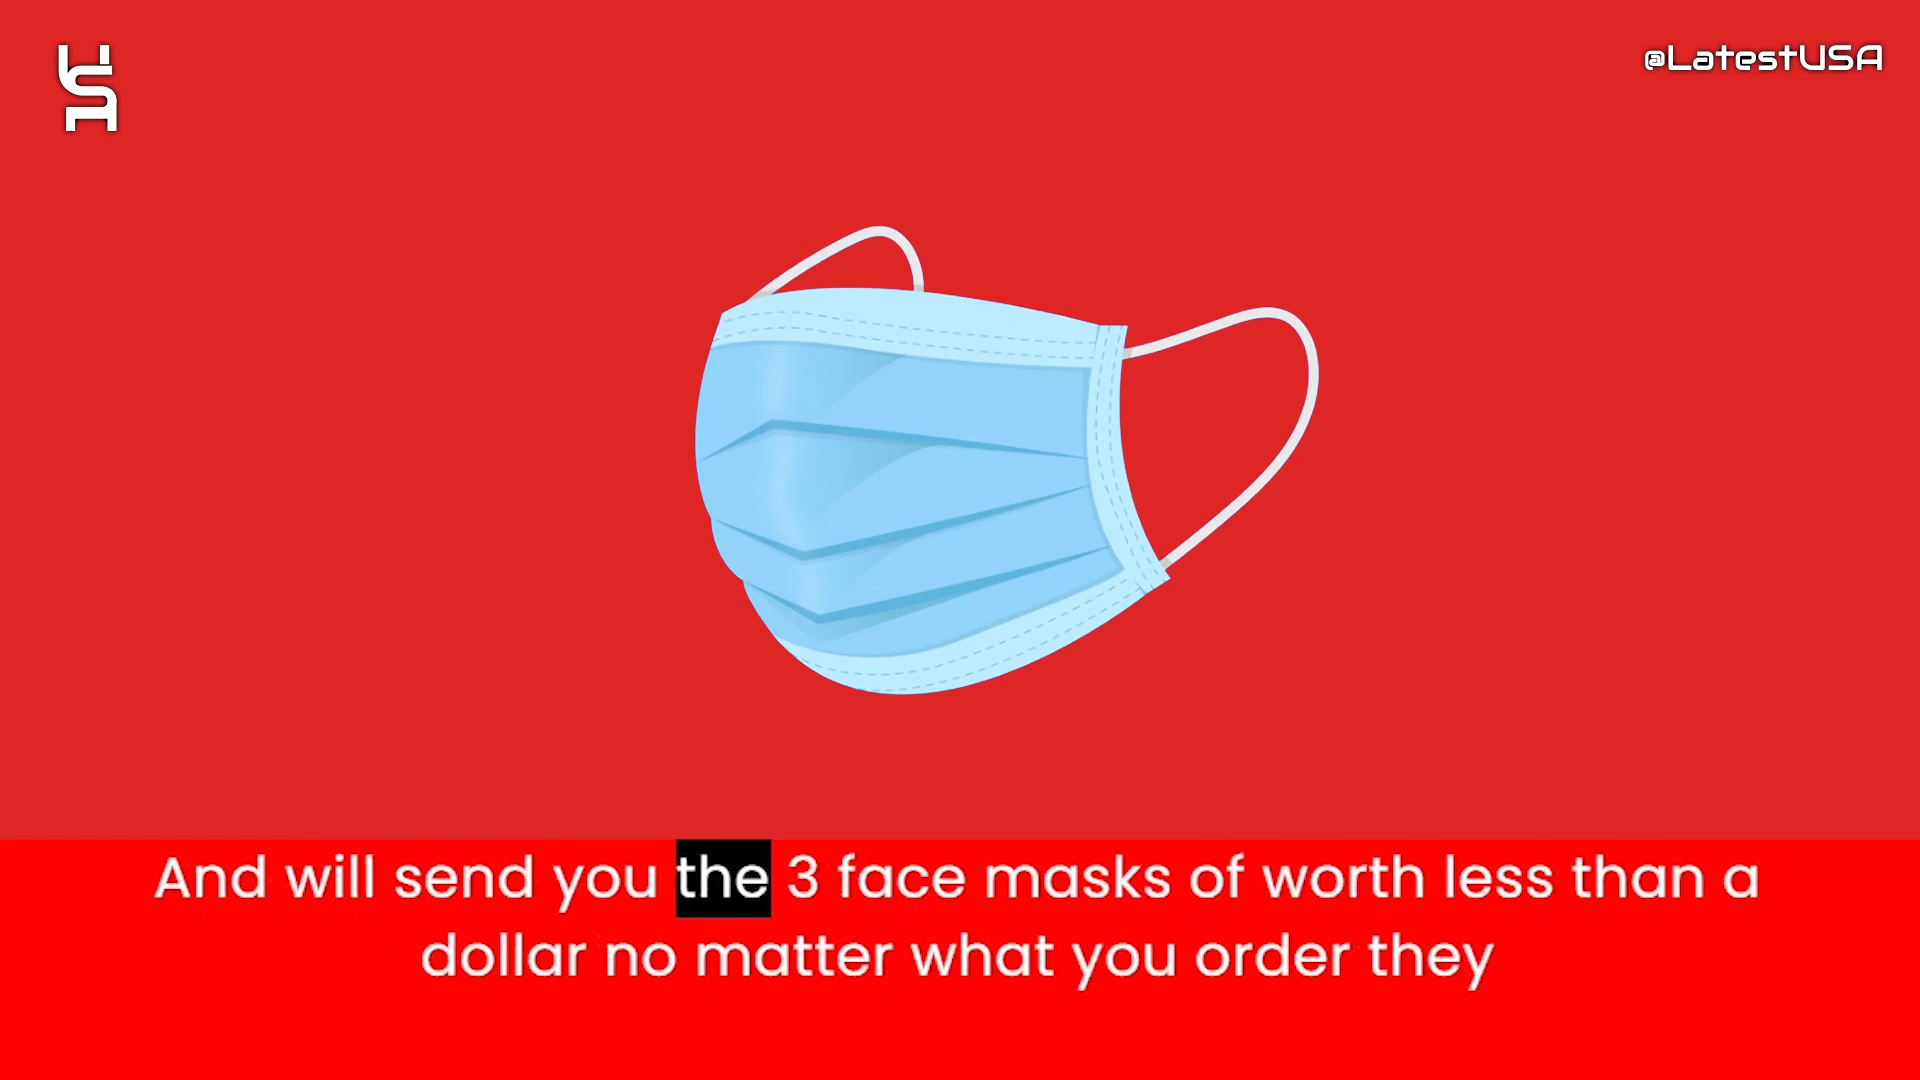 USA
@LatestUSA
And will send you the 3 face masks of worth less than a
dollar no matter what you order they